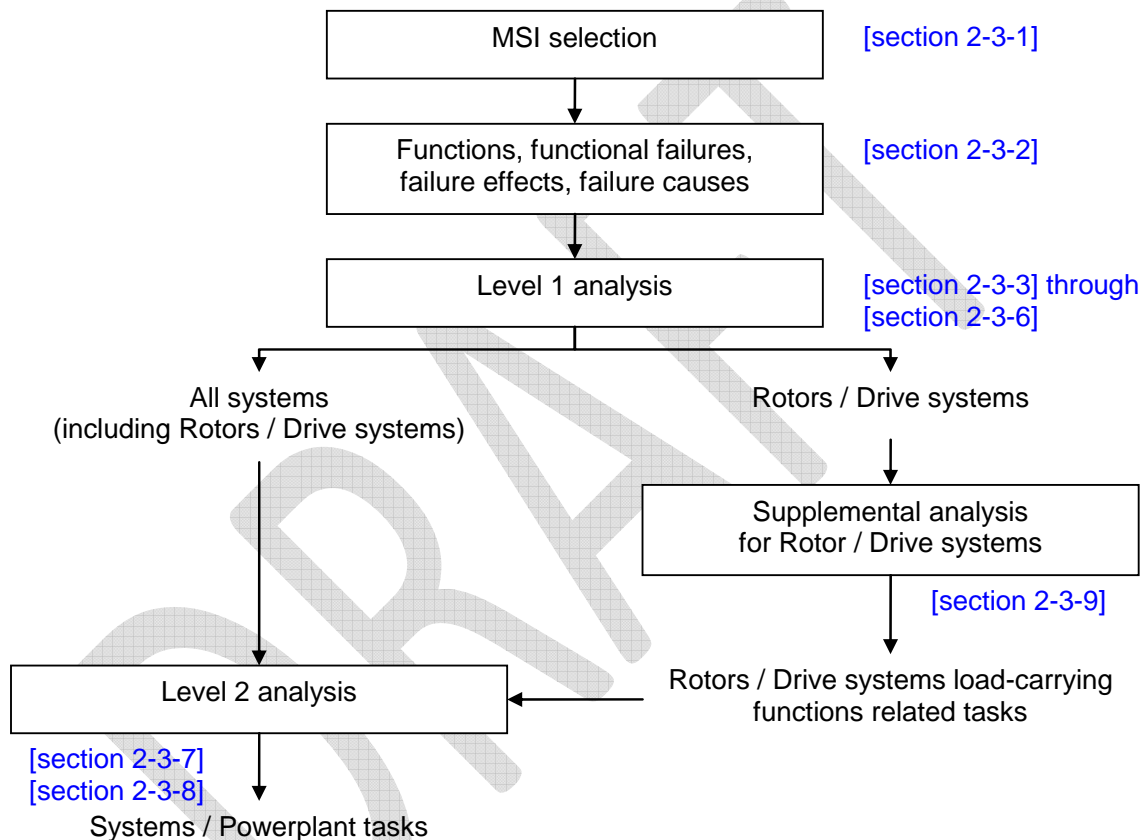 MSI selection
[section 2-3-1]
Functions, functional failures,
failure effects, failure causes
[section 2-3-2]
Level 1 analysis
[section 2-3-3] through
[section 2-3-6]
All systems
(including Rotors / Drive systems)
Rotors / Drive systems
Supplemental analysis
for Rotor / Drive systems
[section 2-3-9]
Level 2 analysis
Rotors / Drive systems load-carrying
functions related tasks
[section 2-3-7]
[section 2-3-8]
Systems / Powerplant tasks
DRAFT